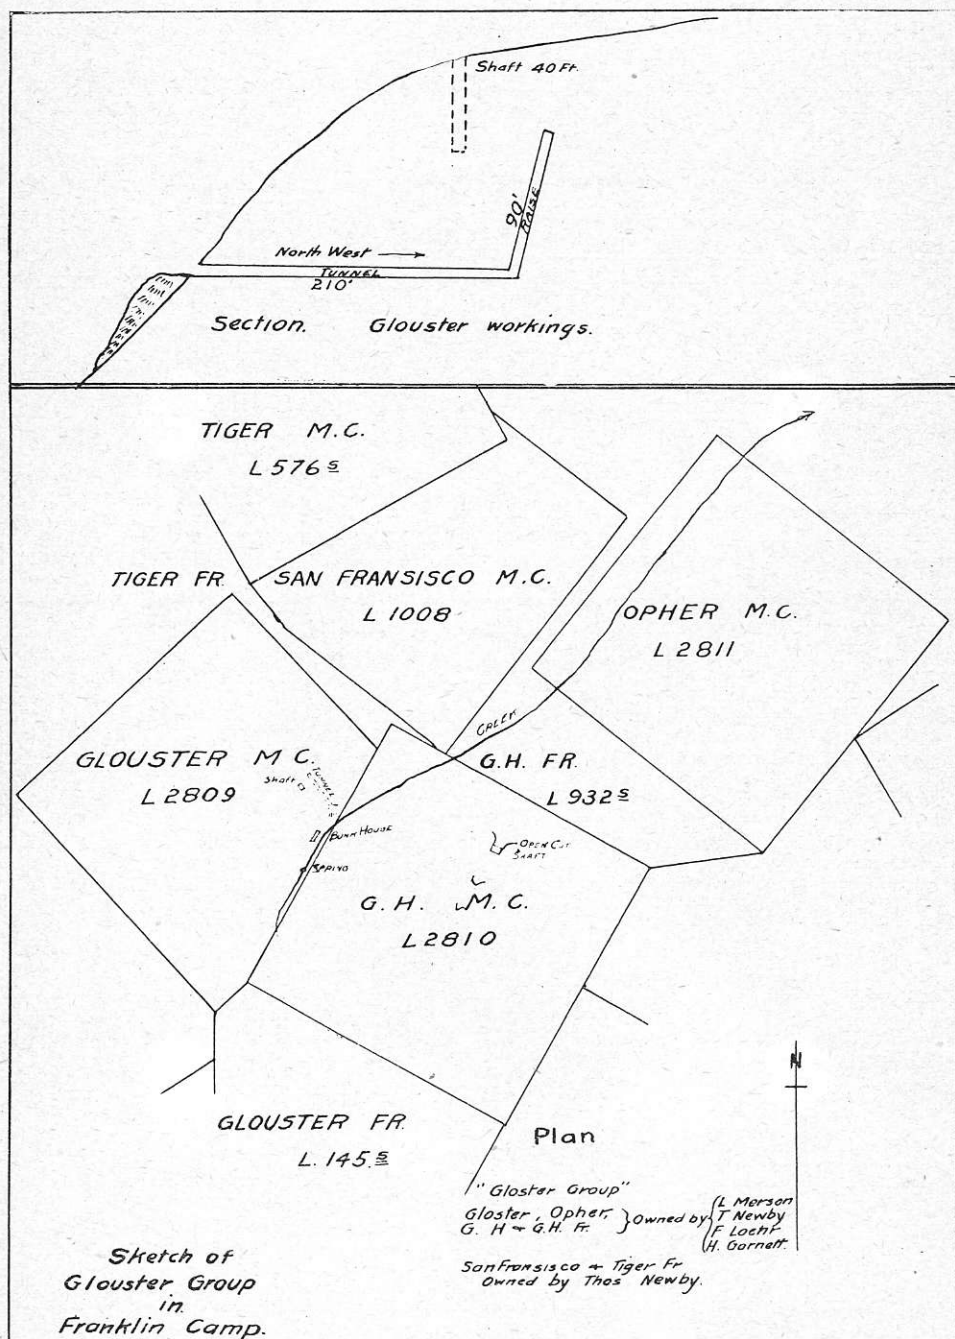 Shaft 40 Ft.
90'
RAISE
North West
TUNNEL
210'
Section. Glouster workings.
TIGER M.C.
L 576 s
TIGER FR
SAN FRANSISCO M.C.
L 1008
OPHER M.C.
L 2811
CREEK
GLOUSTER M C.
L 2809
Shaft
TUNNEL
G.H. FR.
L 932 s
BUNK HOUSE
OPEN CUT
SHAFT
SPRING
G. H. M. C.
L 2810
N
GLOUSTER FR.
L. 145. s
Plan
"Gloster Group"
Gloster, Opher,
G. H + G.H. Fr. } Owned by {
L Merson
T Newby
F Loehr
H. Garnett.
San Fransisco + Tiger Fr
Owned by Thos Newby.
Sketch of
Glouster Group
in
Franklin Camp.